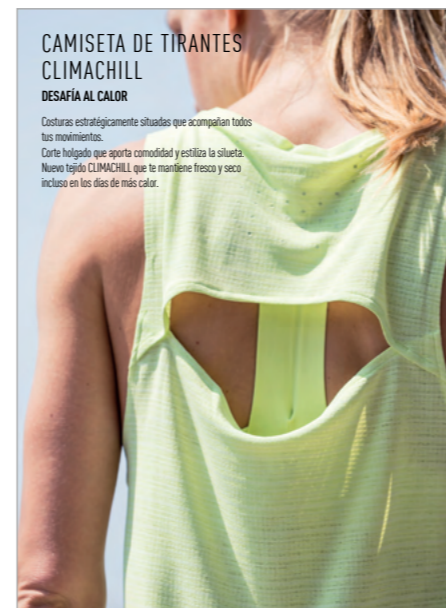 CAMISETA DE TIRANTES
CLIMACHILL
DESAFÍA AL CALOR
Costuras estratégicamente situadas que acompañan todos
tus movimientos.
Corte holgado que aporta comodidad y estiliza la silueta.
Nuevo tejido CLIMACHILL que te mantiene fresco y seco
incluso en los días de más calor.